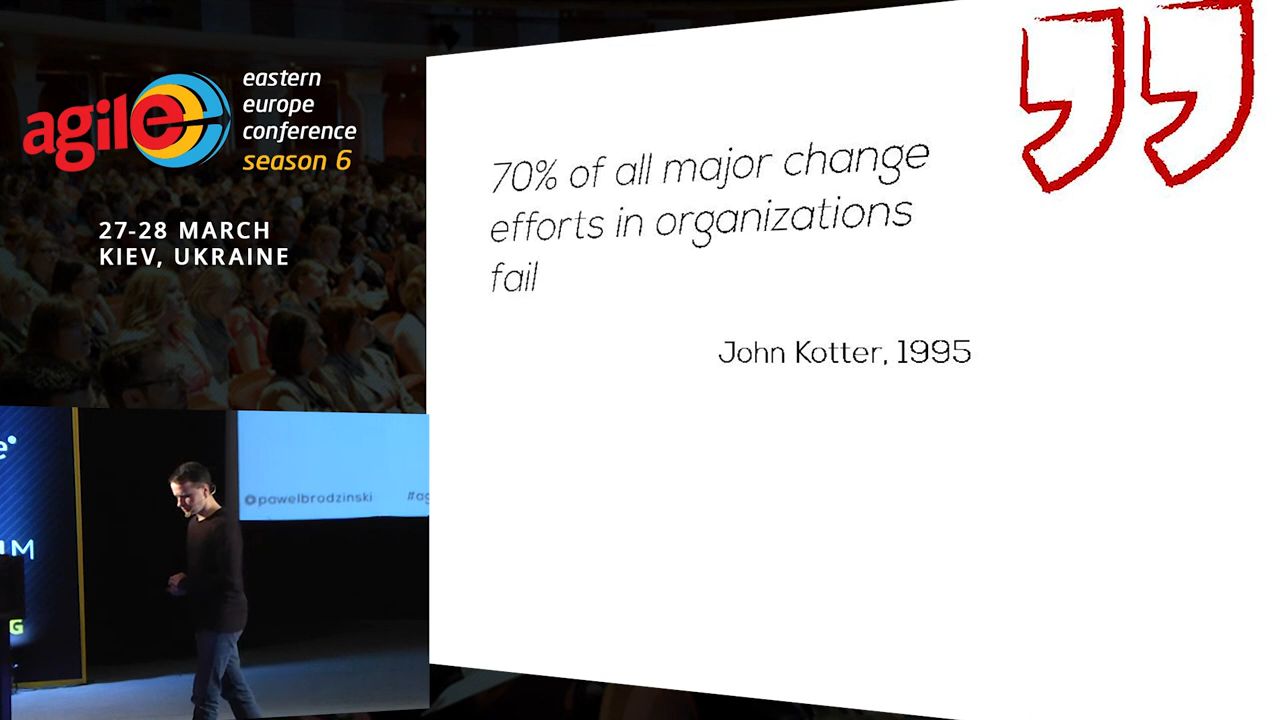 agile
eastern
europe
conference
season 6
27-28 MARCH
KIEV, UKRAINE
70% of all major change
efforts in organizations
fail
John Kotter, 1995
@pawelbrodzinski #ag
G